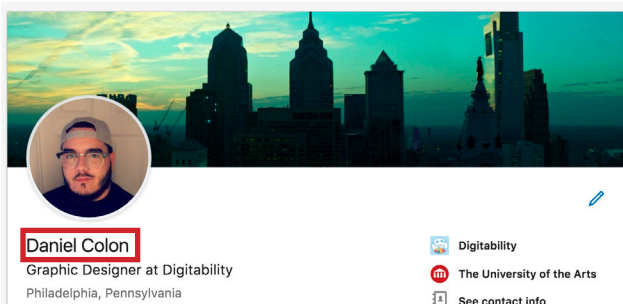 Daniel Colon
Graphic Designer at Digitability
Philadelphia, Pennsylvania
Digitability
The University of the Arts
See contact info